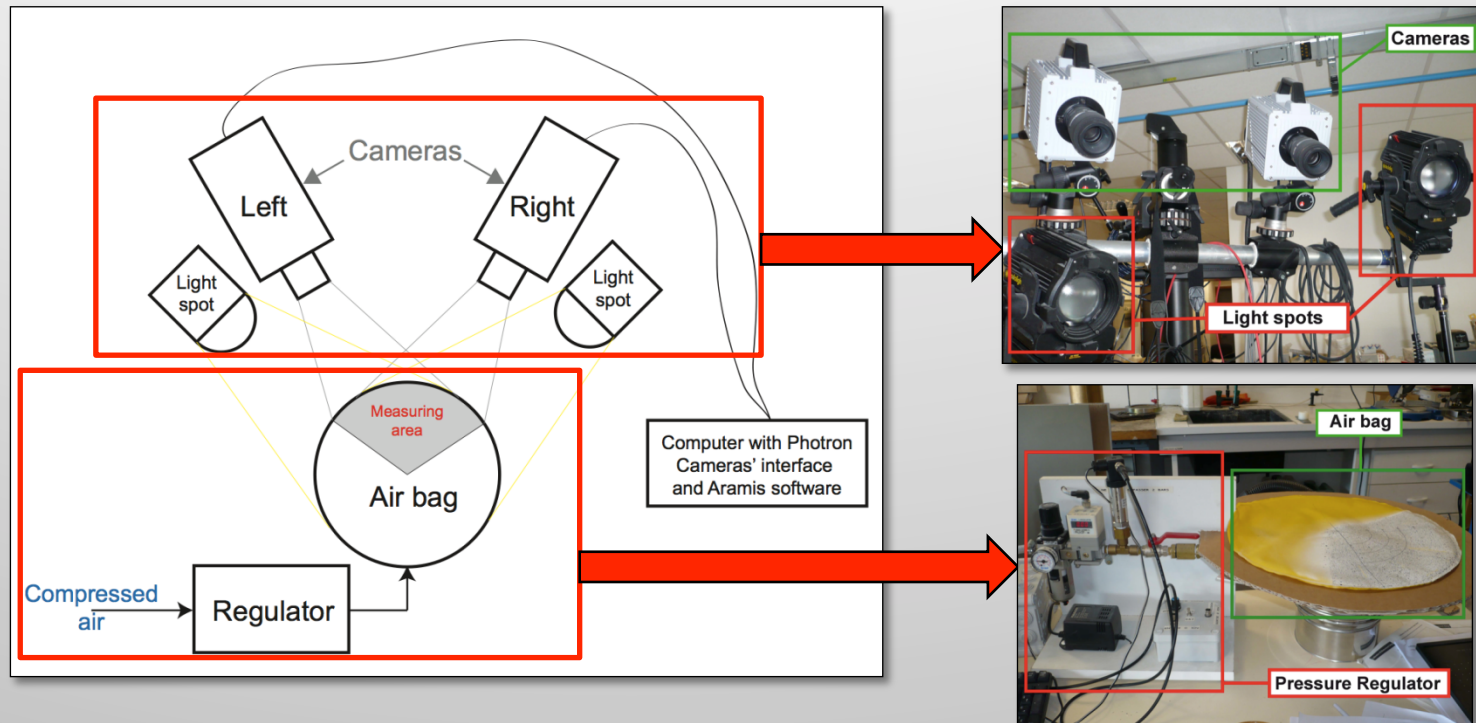 Cameras
Left
Right
Light
spot
Light
spot
Measuring
area
Air bag
Computer with Photron
Cameras' interface
and Aramis software
Compressed
air
Regulator
Cameras
Light spots
Air bag
Pressure Regulator